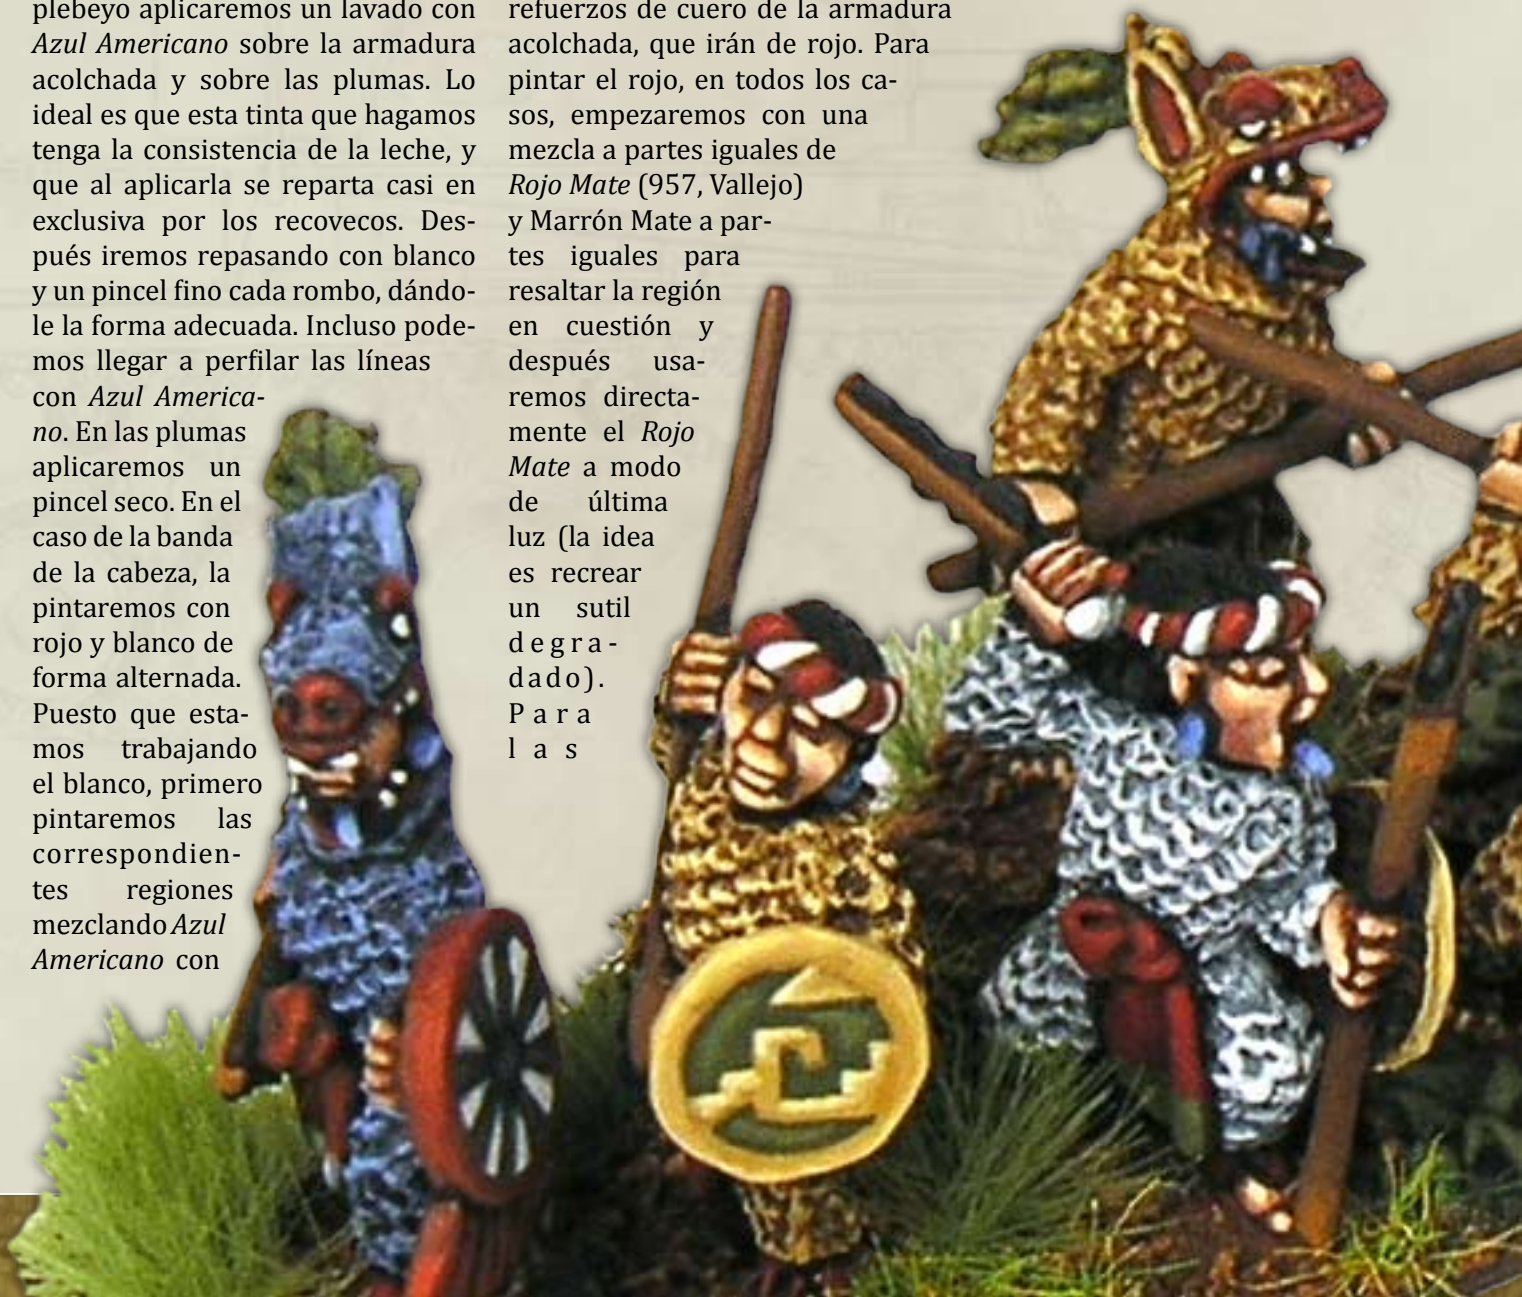 plebeyo aplicaremos un lavado con
Azul Americano sobre la armadura
acolchada y sobre las plumas. Lo
ideal es que esta tinta que hagamos
tenga la consistencia de la leche, y
que al aplicarla se reparta casi en
exclusiva por los recovecos. Des-
pués iremos repasando con blanco
y un pincel fino cada rombo, dándo-
le la forma adecuada. Incluso pode-
mos llegar a perfilar las líneas
con Azul America-
no. En las plumas
aplicaremos un
pincel seco. En el
caso de la banda
de la cabeza, la
pintaremos con
rojo y blanco de
forma alternada.
Puesto que esta-
mos trabajando
el blanco, primero
pintaremos las
correspondien-
tes regiones
mezclando Azul
Americano con
refuerzos de cuero de la armadura
acolchada, que irán de rojo. Para
pintar el rojo, en todos los ca-
sos, empezaremos con una
mezcla a partes iguales de
Rojo Mate (957, Vallejo)
y Marrón Mate a par-
tes iguales para
resaltar la región
en cuestión y
después usa-
remos directa-
mente el Rojo
Mate a modo
de última
luz (la idea
es recrear
un sutil
degra-
dado).
Para
las